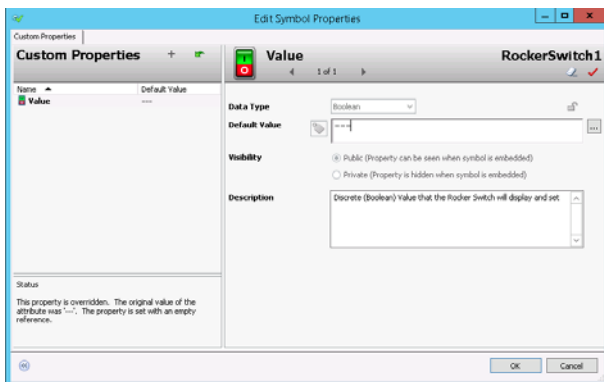 Edit Symbol Properties
Custom Properties
Custom Properties
Value
RockerSwitch1
1 of 1
Name
Default Value
Value
---
Data Type
Boolean
Default Value
---
Visibility
Public (Property can be seen when symbol is embedded)
Private (Property is hidden when symbol is embedded)
Description
Discrete (Boolean) Value that the Rocker Switch will display and set
Status
This property is overridden. The original value of the
attribute was '---'. The property is set with an empty
reference.
OK
Cancel